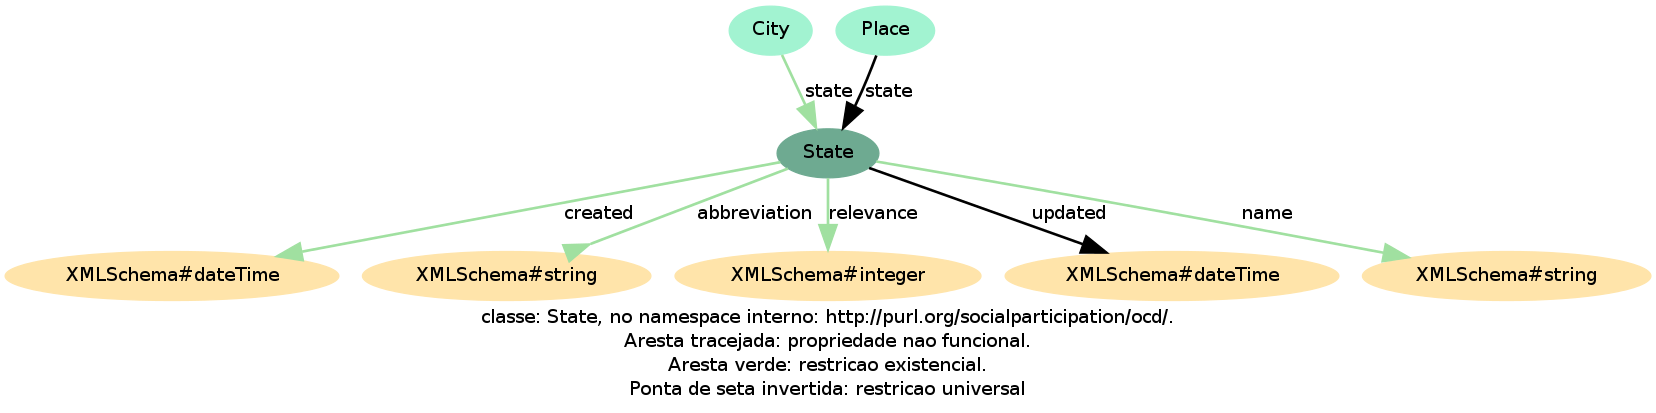 City
Place
state
state
State
created
abbreviation
relevance
updated
name
XMLSchema#dateTime
XMLSchema#string
XMLSchema#integer
XMLSchema#dateTime
XMLSchema#string
classe: State, no namespace interno: http://purl.org/socialparticipation/ocd/.
Aresta tracejada: propriedade nao funcional.
Aresta verde: restricao existencial.
Ponta de seta invertida: restricao universal